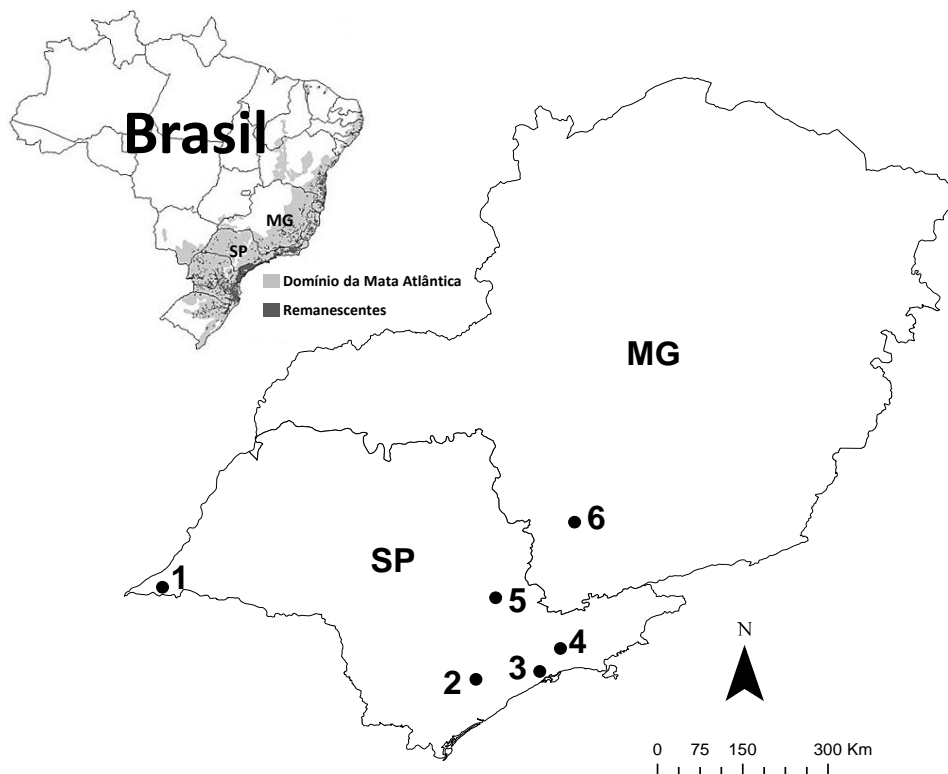 Brasil
MG
SP
Domínio da Mata Atlântica
Remanescentes
MG
6
SP
1
5
4
3
2
N
0 75 150 300 Km